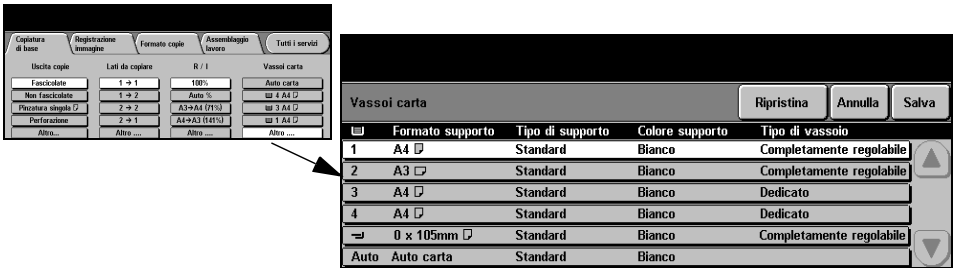 Copiatura di base
Registrazione immagine
Formato copie
Assemblaggio lavoro
Tutti i servizi
Uscita copie Lati da copiare R / I Vassoi carta
Fascicolate 1 → 1 100% Auto carta
Non fascicolate 1 → 2 Auto % 4 A4
Pinzatura singola 2 → 2 A3→A4 (71%) 3 A4
Perforazione 2 → 1 A4→A3 (141%) 1 A4
Altro... Altro .... Altro .... Altro ....
Vassoi carta Ripristina Annulla Salva
Formato supporto Tipo di supporto Colore supporto Tipo di vassoio
1 A4 Standard Bianco Completamente regolabile
2 A3 Standard Bianco Completamente regolabile
3 A4 Standard Bianco Dedicato
4 A4 Standard Bianco Dedicato
0 x 105mm Standard Bianco Completamente regolabile
Auto Auto carta Standard Bianco